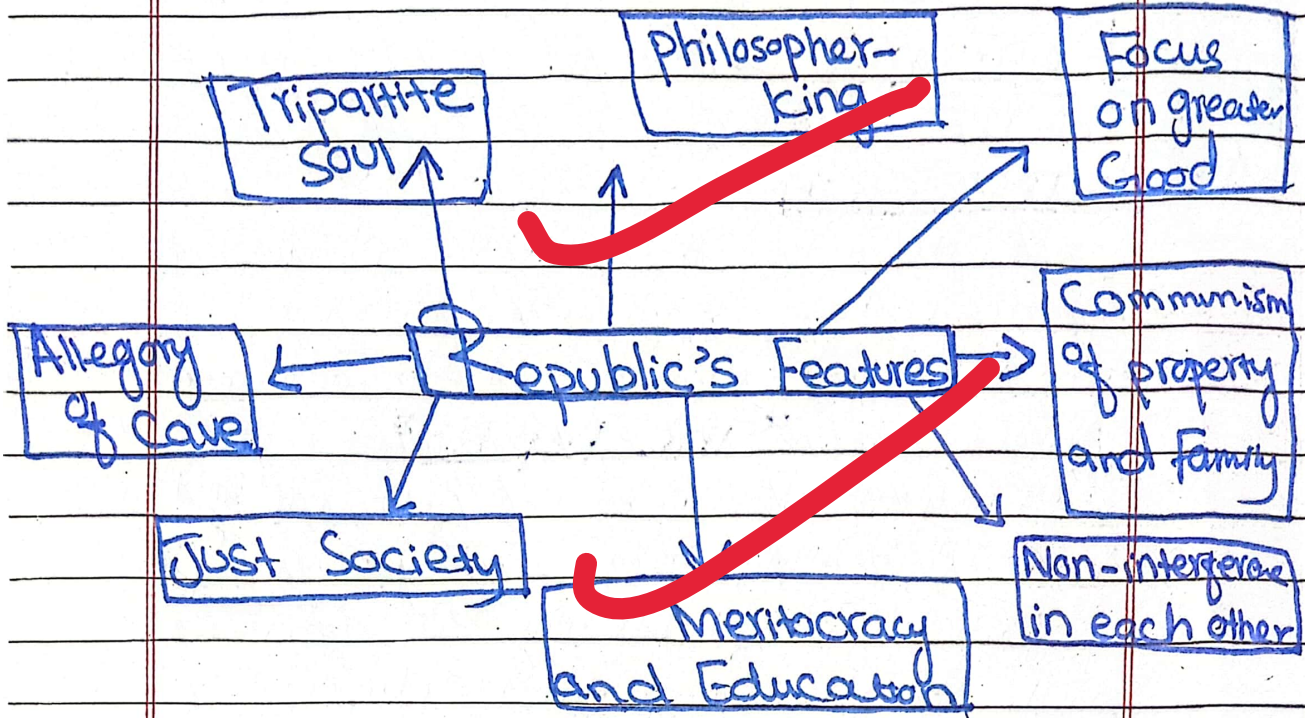 Tripartite
Soul
Philosopher-
king
Focus
on greater
Good
Allegory
of Cave
Republic's Features
Communism
of property
and Family
Just Society
Meritocracy
and Education
Non-interference
in each other